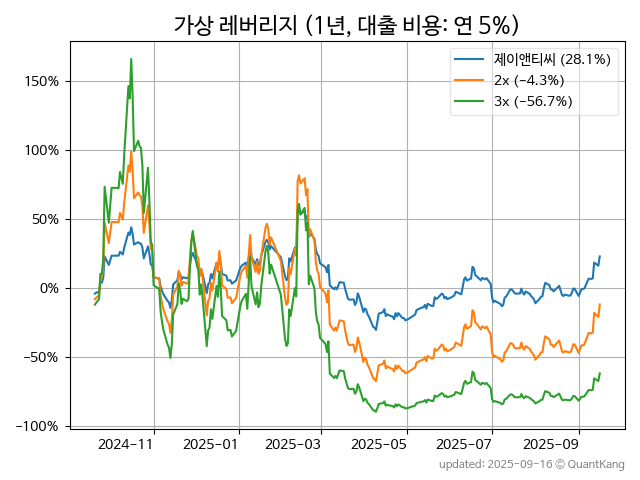 가상 레버리지 (1년, 대출 비용: 연 5%)
제이앤티씨 (28.1%)
2x (−4.3%)
3x (−56.7%)
150%
100%
50%
0%
−50%
−100%
2024-11 2025-01 2025-03 2025-05 2025-07 2025-09
updated: 2025-09-16 © QuantKang